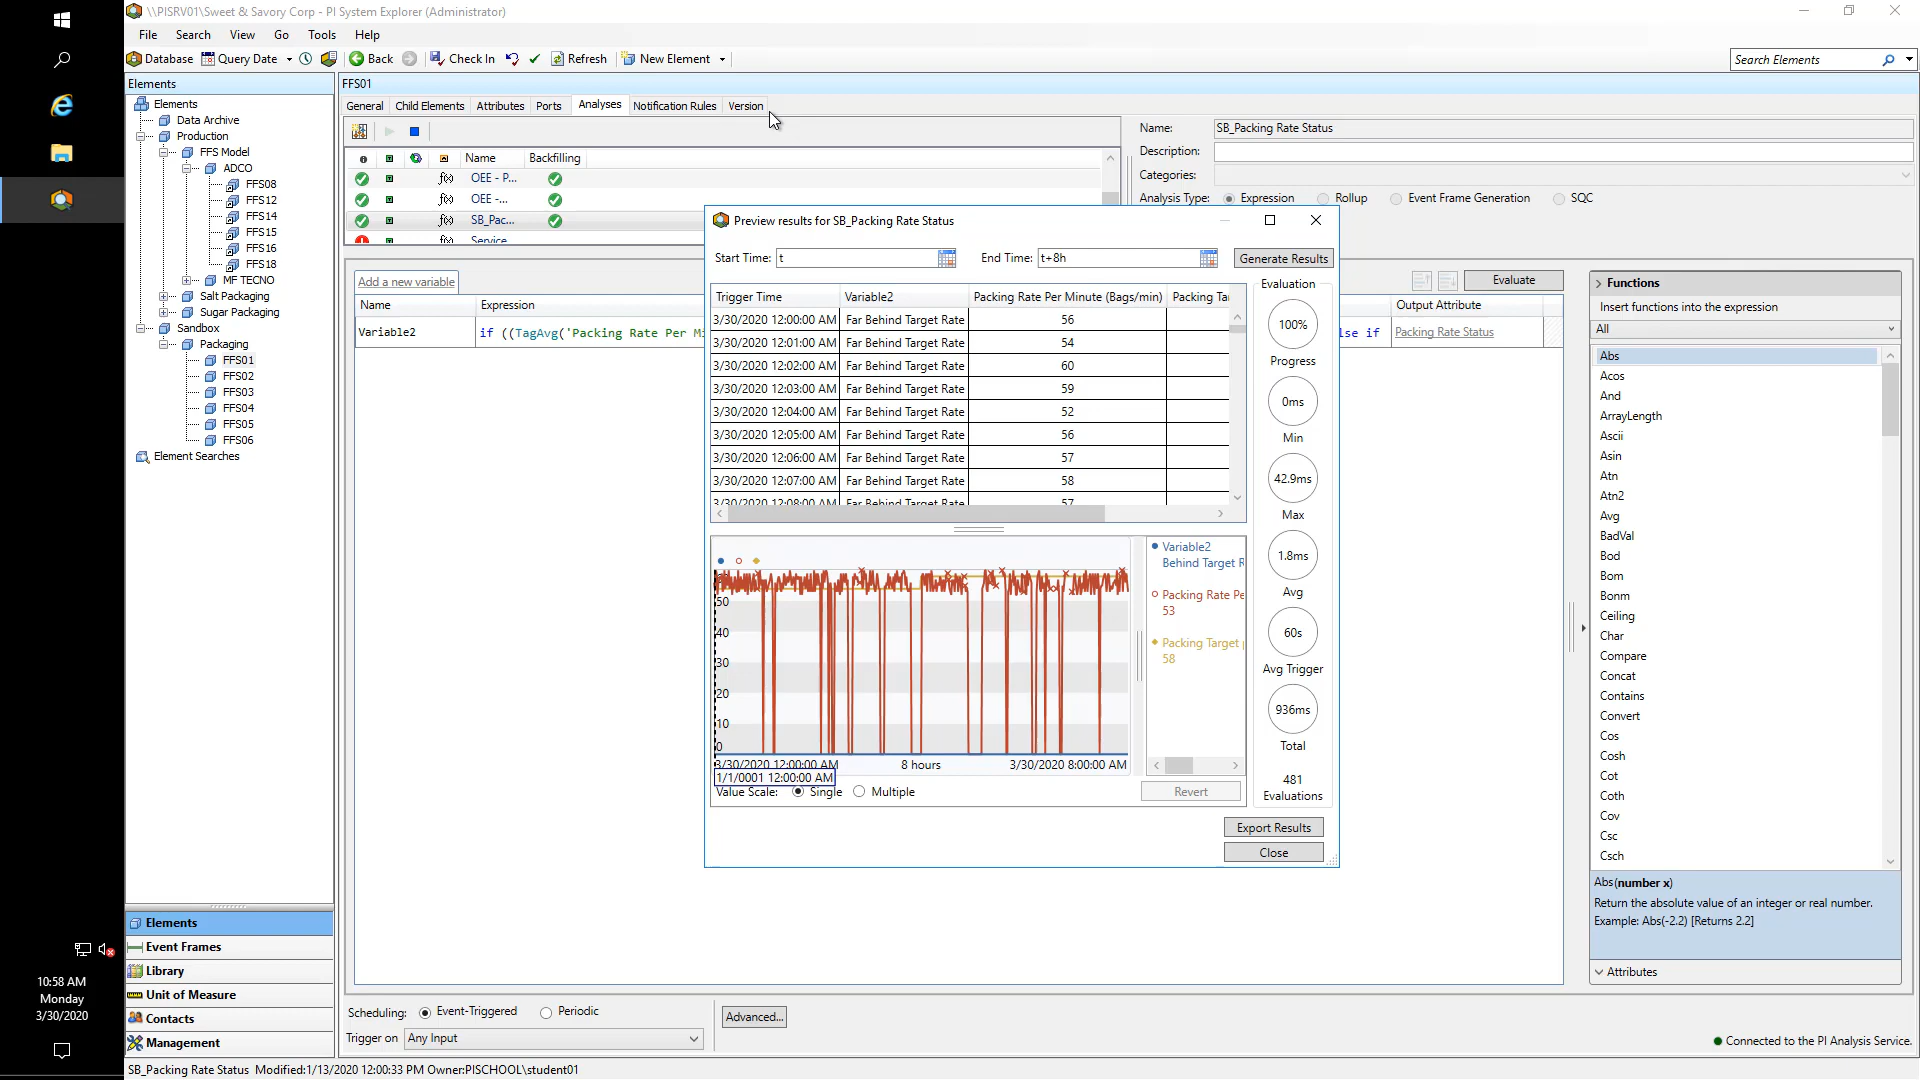 \\PISRV01\Sweet & Savory Corp - PI System Explorer (Administrator)
File Search View Go Tools Help
Database Query Date Back Check In Refresh New Element
Search Elements
Elements
FFS01
Elements
Data Archive
Production
FFS Model
ADCO
FFS08
FFS12
FFS14
FFS15
FFS16
FFS18
MF TECNO
Salt Packaging
Sugar Packaging
Sandbox
Packaging
FFS01
FFS02
FFS03
FFS04
FFS05
FFS06
Element Searches
Elements
Event Frames
Library
Unit of Measure
Contacts
Management
General Child Elements Attributes Ports Analyses Notification Rules Version
Name Backfilling
f(x) OEE - P...
f(x) OEE -...
f(x) SB_Pac...
f(x) Service
Name: SB_Packing Rate Status
Description:
Categories:
Analysis Type: Expression Rollup Event Frame Generation SQC
Add a new variable
Evaluate
Name Expression Output Attribute
Variable2 if ((TagAvg('Packing Rate Per Mi
lse if Packing Rate Status
Preview results for SB_Packing Rate Status
Start Time: t End Time: t+8h Generate Results
Trigger Time Variable2 Packing Rate Per Minute (Bags/min) Packing Ta
3/30/2020 12:00:00 AM Far Behind Target Rate 56
3/30/2020 12:01:00 AM Far Behind Target Rate 54
3/30/2020 12:02:00 AM Far Behind Target Rate 60
3/30/2020 12:03:00 AM Far Behind Target Rate 59
3/30/2020 12:04:00 AM Far Behind Target Rate 52
3/30/2020 12:05:00 AM Far Behind Target Rate 56
3/30/2020 12:06:00 AM Far Behind Target Rate 57
3/30/2020 12:07:00 AM Far Behind Target Rate 58
3/30/2020 12:08:00 AM Far Behind Target Rate 57
Evaluation
100%
Progress
0ms
Min
42.9ms
Max
1.8ms
Avg
60s
Avg Trigger
936ms
Total
481
Evaluations
50
40
30
20
10
0
3/30/2020 12:00:00 AM 8 hours 3/30/2020 8:00:00 AM
1/1/0001 12:00:00 AM
Variable2
Behind Target R
Packing Rate Pe
53
Packing Target
58
Value Scale: Single Multiple
Revert
Export Results
Close
Functions
Insert functions into the expression
All
Abs
Acos
And
ArrayLength
Ascii
Asin
Atn
Atn2
Avg
BadVal
Bod
Bom
Bonm
Ceiling
Char
Compare
Concat
Contains
Convert
Cos
Cosh
Cot
Coth
Cov
Csc
Csch
Abs(number x)
Return the absolute value of an integer or real number.
Example: Abs(-2.2) [Returns 2.2]
Attributes
Scheduling: Event-Triggered Periodic
Trigger on Any Input
Advanced...
Connected to the PI Analysis Service.
SB_Packing Rate Status Modified:1/13/2020 12:00:33 PM Owner:PISCHOOL\student01
10:58 AM
Monday
3/30/2020